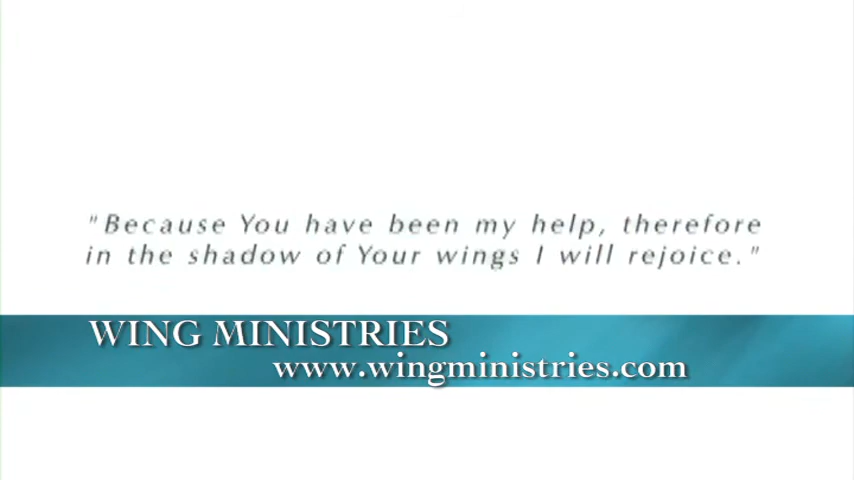 "Because You have been my help, therefore
in the shadow of Your wings I will rejoice."
WING MINISTRIES
www.wingministries.com